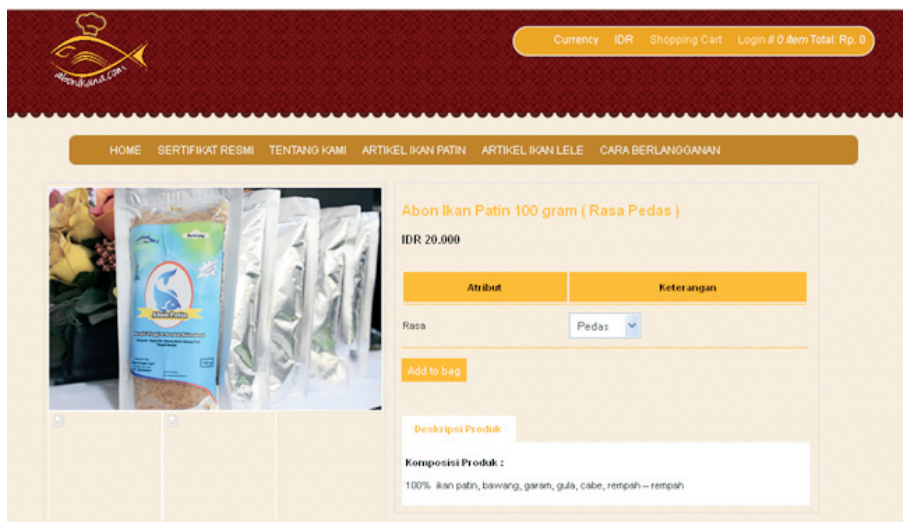 abonikana.com
Currency IDR Shopping Cart Login // 0 item Total: Rp. 0
HOME SERTIFIKAT RESMI TENTANG KAMI ARTIKEL IKAN PATIN ARTIKEL IKAN LELE CARA BERLANGGANAN
Abon Ikan Patin 100 gram ( Rasa Pedas )
IDR 20.000
Atribut Keterangan
Rasa Pedas
Add to bag
Abon Patin
Deskripsi Produk
Komposisi Produk :
100% ikan patin, bawang, garam, gula, cabe, rempah – rempah